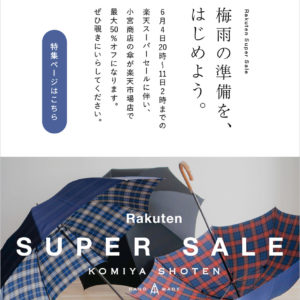 Rakuten Super Sale
梅雨の準備を、
はじめよう。
6月4日20時〜11日2時までの
楽天スーパーセールに伴い、
小宮商店の傘が楽天市場店で
最大50%オフになります。
ぜひ覗きにいらしてください。
特集ページはこちら
Rakuten
SUPER SALE
KOMIYA SHOTEN
HAND MADE